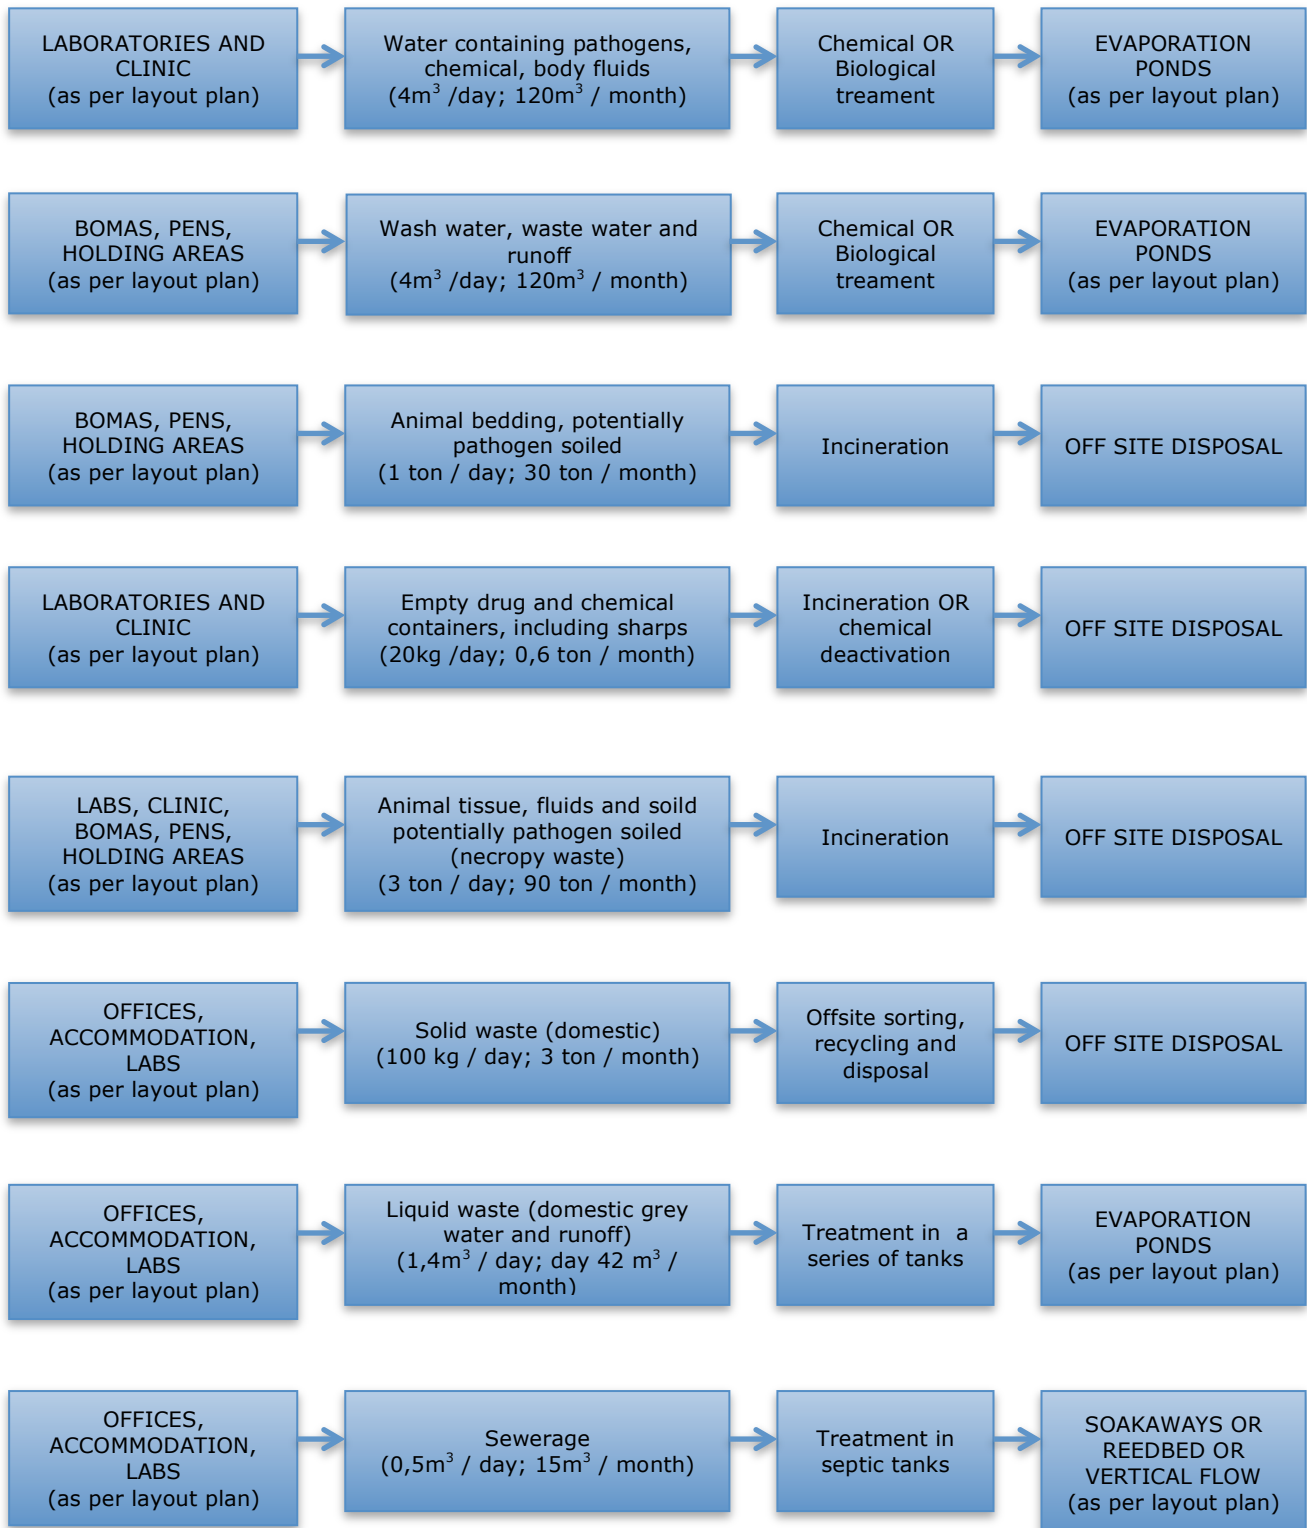 LABORATORIES AND
CLINIC
(as per layout plan)
Water containing pathogens,
chemical, body fluids
(4m³ /day; 120m³ / month)
Chemical OR
Biological
treament
EVAPORATION
PONDS
(as per layout plan)
BOMAS, PENS,
HOLDING AREAS
(as per layout plan)
Wash water, waste water and
runoff
(4m³ /day; 120m³ / month)
Chemical OR
Biological
treament
EVAPORATION
PONDS
(as per layout plan)
BOMAS, PENS,
HOLDING AREAS
(as per layout plan)
Animal bedding, potentially
pathogen soiled
(1 ton / day; 30 ton / month)
Incineration
OFF SITE DISPOSAL
LABORATORIES AND
CLINIC
(as per layout plan)
Empty drug and chemical
containers, including sharps
(20kg /day; 0,6 ton / month)
Incineration OR
chemical
deactivation
OFF SITE DISPOSAL
LABS, CLINIC,
BOMAS, PENS,
HOLDING AREAS
(as per layout plan)
Animal tissue, fluids and soild
potentially pathogen soiled
(necropy waste)
(3 ton / day; 90 ton / month)
Incineration
OFF SITE DISPOSAL
OFFICES,
ACCOMMODATION,
LABS
(as per layout plan)
Solid waste (domestic)
(100 kg / day; 3 ton / month)
Offsite sorting,
recycling and
disposal
OFF SITE DISPOSAL
OFFICES,
ACCOMMODATION,
LABS
(as per layout plan)
Liquid waste (domestic grey
water and runoff)
(1,4m³ / day; day 42 m³ /
month)
Treatment in  a
series of tanks
EVAPORATION
PONDS
(as per layout plan)
OFFICES,
ACCOMMODATION,
LABS
(as per layout plan)
Sewerage
(0,5m³ / day; 15m³ / month)
Treatment in
septic tanks
SOAKAWAYS OR
REEDBED OR
VERTICAL FLOW
(as per layout plan)